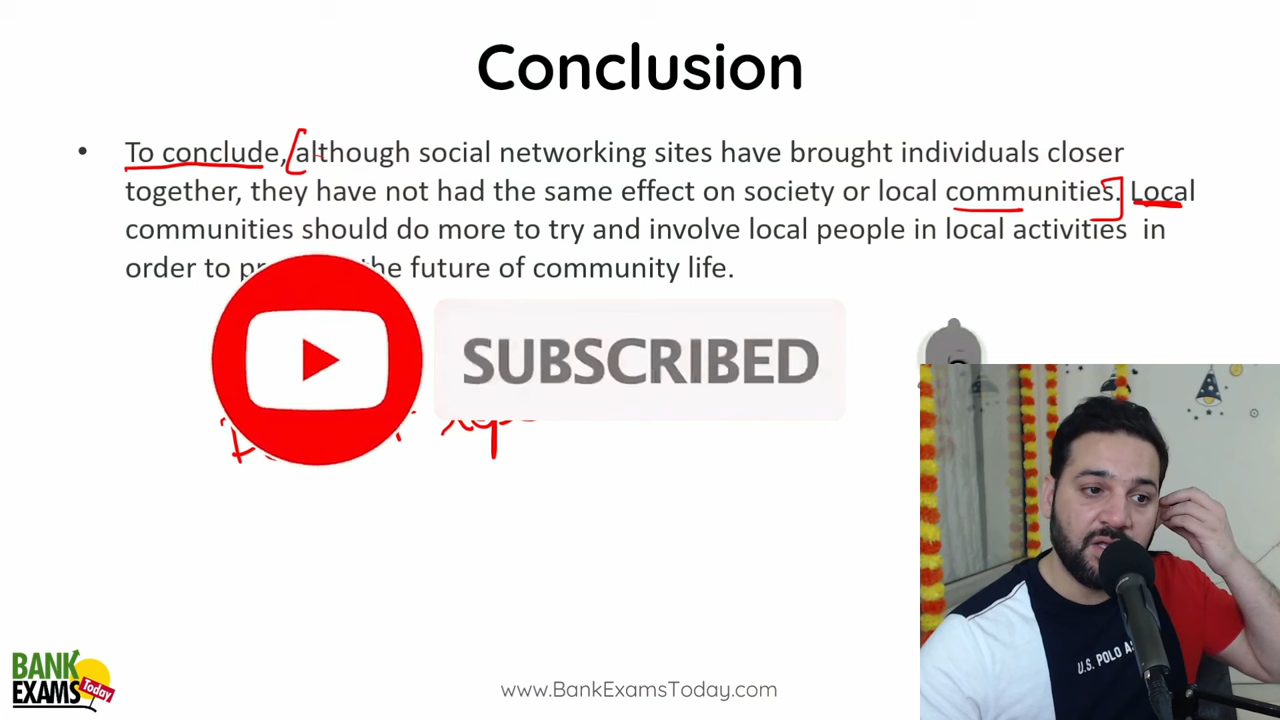 Conclusion
• To conclude, although social networking sites have brought individuals closer
together, they have not had the same effect on society or local communities. Local
communities should do more to try and involve local people in local activities in
order to the future of community life.
SUBSCRIBED
U.S. POLO
BANK
EXAMS
Today
www.BankExamsToday.com